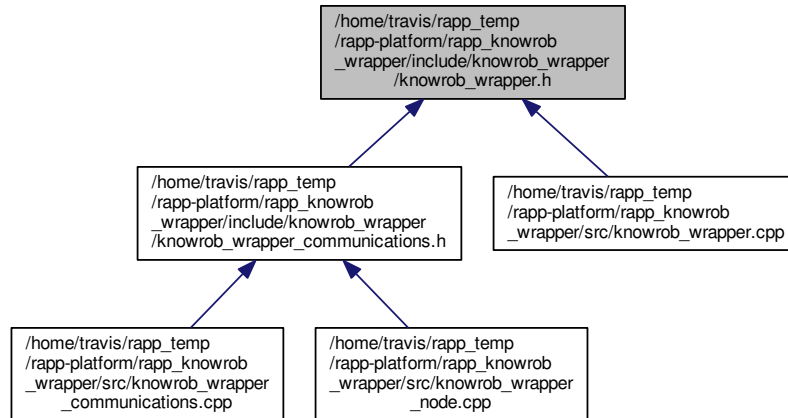 /home/travis/rapp_temp
/rapp-platform/rapp_knowrob
_wrapper/include/knowrob_wrapper
/knowrob_wrapper.h
/home/travis/rapp_temp
/rapp-platform/rapp_knowrob
_wrapper/include/knowrob_wrapper
/knowrob_wrapper_communications.h
/home/travis/rapp_temp
/rapp-platform/rapp_knowrob
_wrapper/src/knowrob_wrapper.cpp
/home/travis/rapp_temp
/rapp-platform/rapp_knowrob
_wrapper/src/knowrob_wrapper
_communications.cpp
/home/travis/rapp_temp
/rapp-platform/rapp_knowrob
_wrapper/src/knowrob_wrapper
_node.cpp